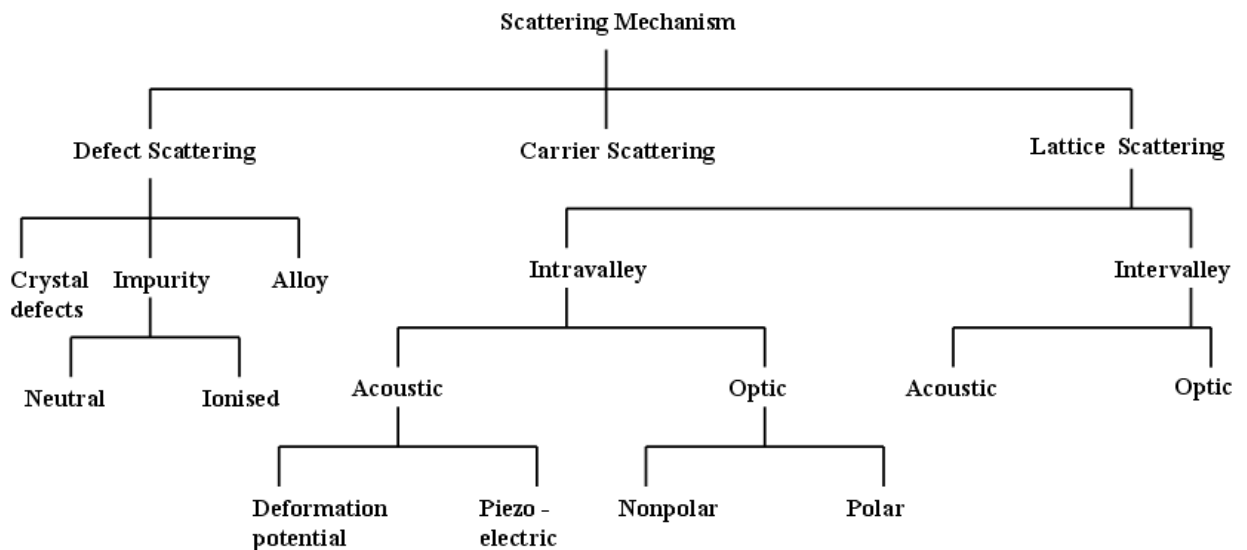 Scattering Mechanism
Defect Scattering
Carrier Scattering
Lattice Scattering
Crystal
defects
Impurity
Alloy
Intravalley
Intervalley
Neutral
Ionised
Acoustic
Optic
Acoustic
Optic
Deformation
potential
Piezo -
electric
Nonpolar
Polar